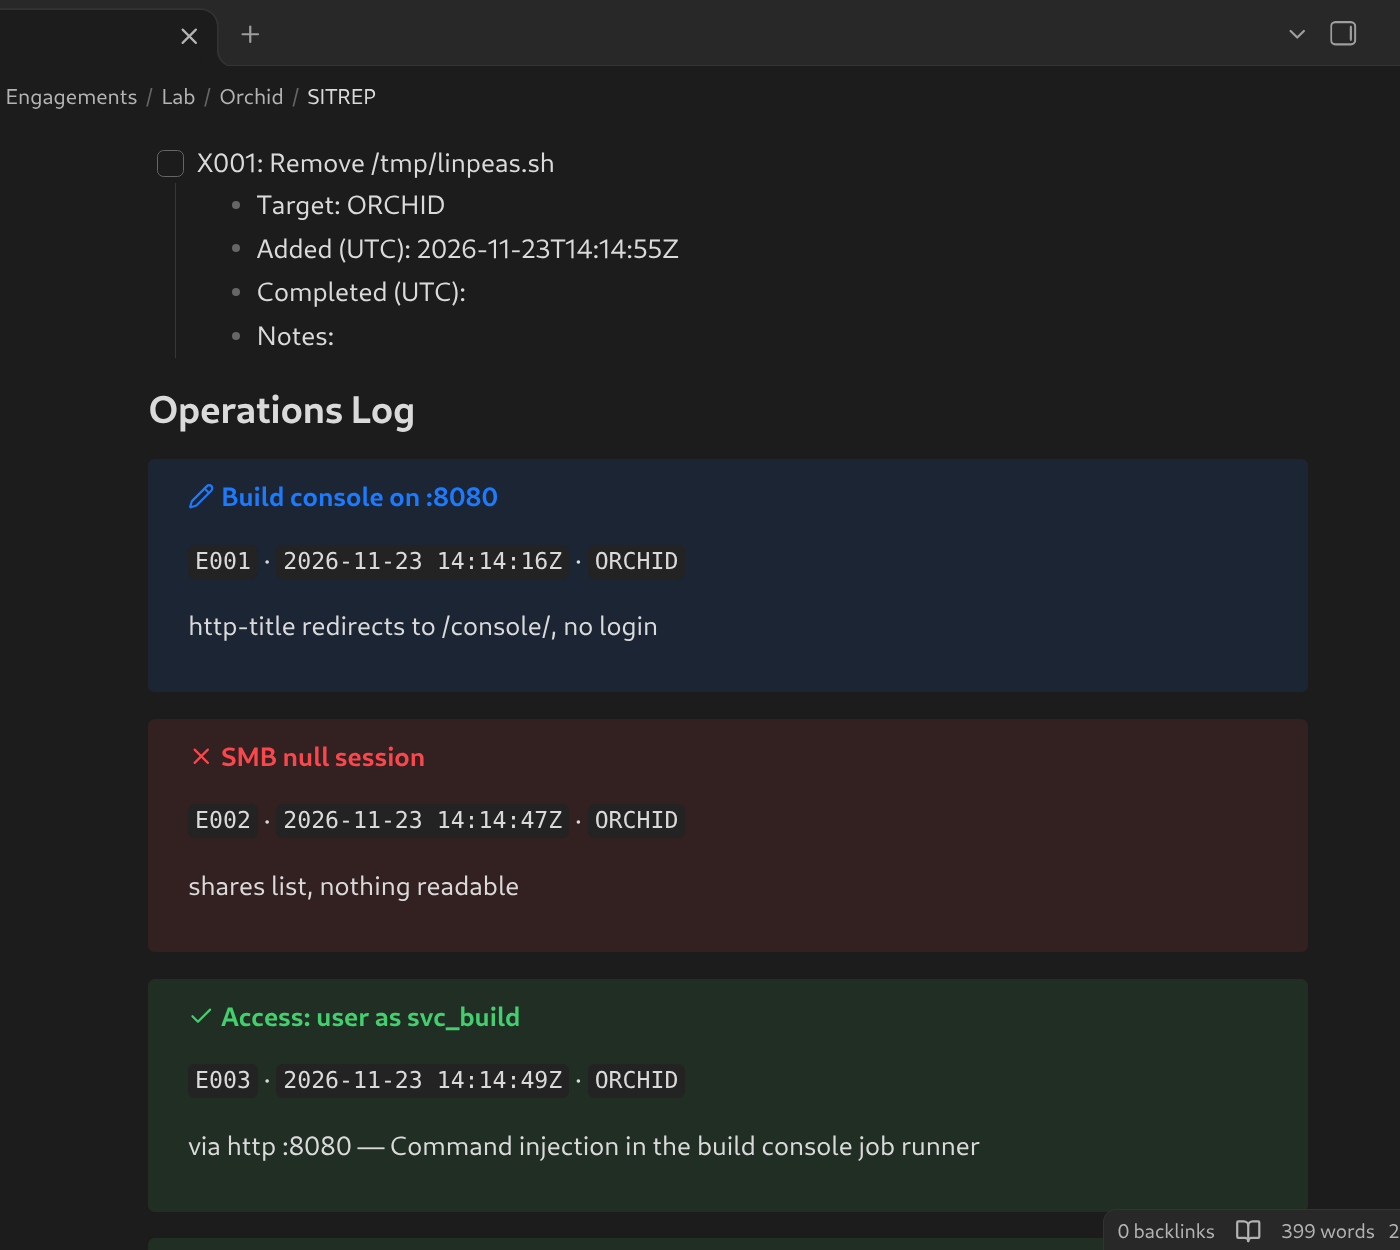 Engagements / Lab / Orchid / SITREP
X001: Remove /tmp/linpeas.sh
• Target: ORCHID
• Added (UTC): 2026-11-23T14:14:55Z
• Completed (UTC):
• Notes:
Operations Log
Build console on :8080
E001 · 2026-11-23 14:14:16Z · ORCHID
http-title redirects to /console/, no login
SMB null session
E002 · 2026-11-23 14:14:47Z · ORCHID
shares list, nothing readable
Access: user as svc_build
E003 · 2026-11-23 14:14:49Z · ORCHID
via http :8080 — Command injection in the build console job runner
0 backlinks 399 words 2